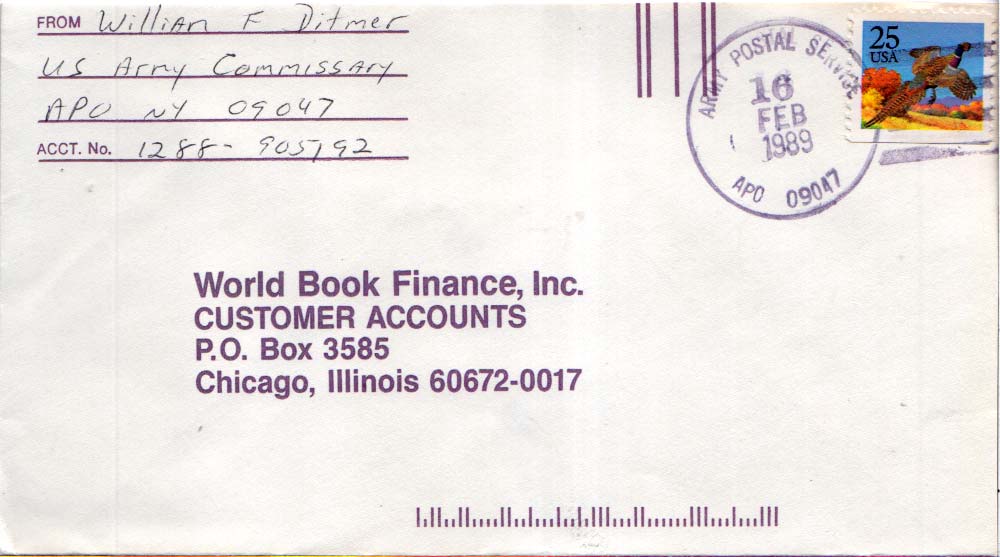 FROM William F Ditmer
US Army Commissary
APO NY 09047
ACCT. No. 1288-905792
ARMY POSTAL SERVICE
16
FEB
1989
APO 09047
25
USA
World Book Finance, Inc.
CUSTOMER ACCOUNTS
P.O. Box 3585
Chicago, Illinois 60672-0017